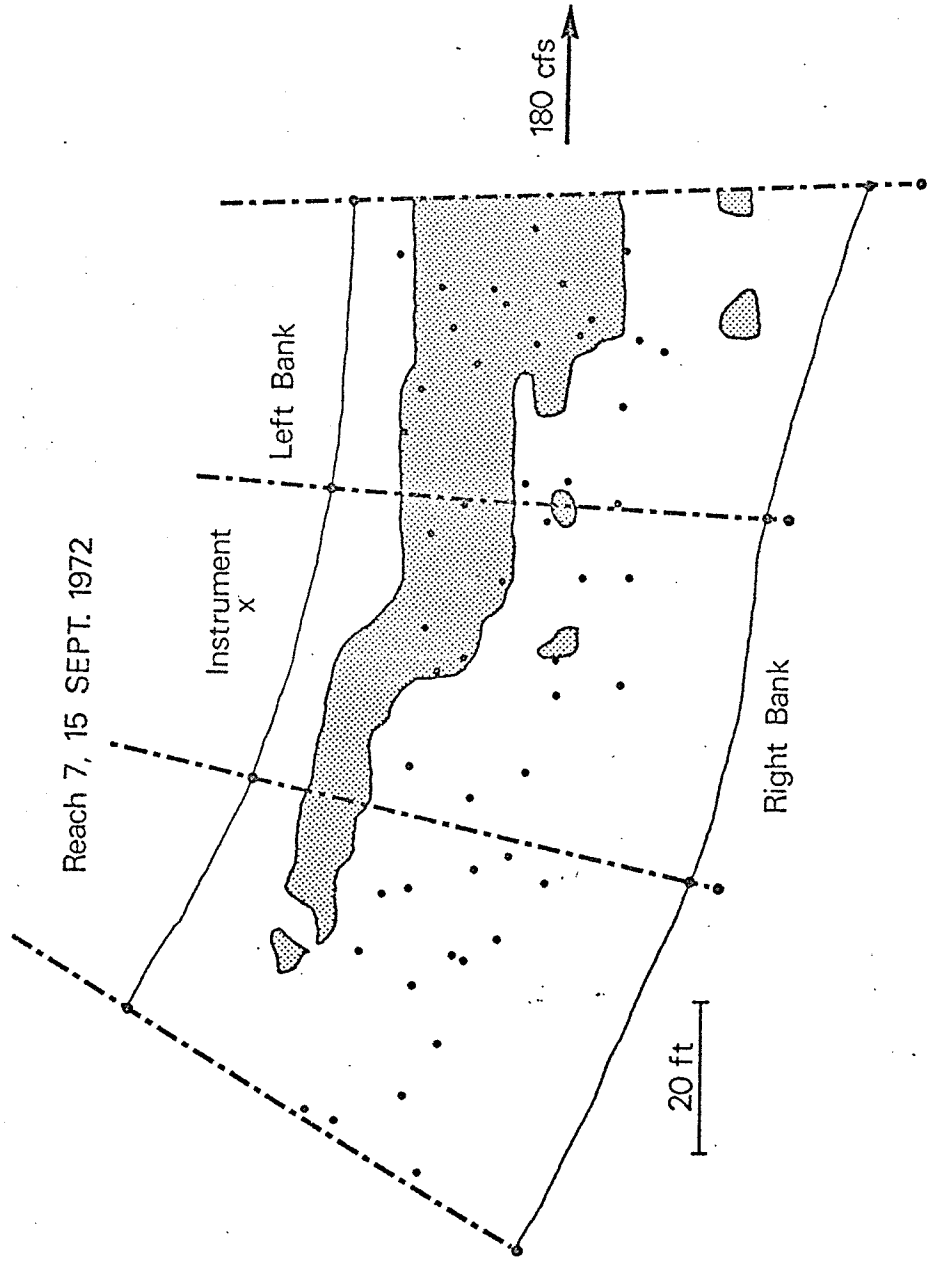 Reach 7, 15 SEPT. 1972
Instrument
x
Left Bank
180 cfs
Right Bank
20 ft